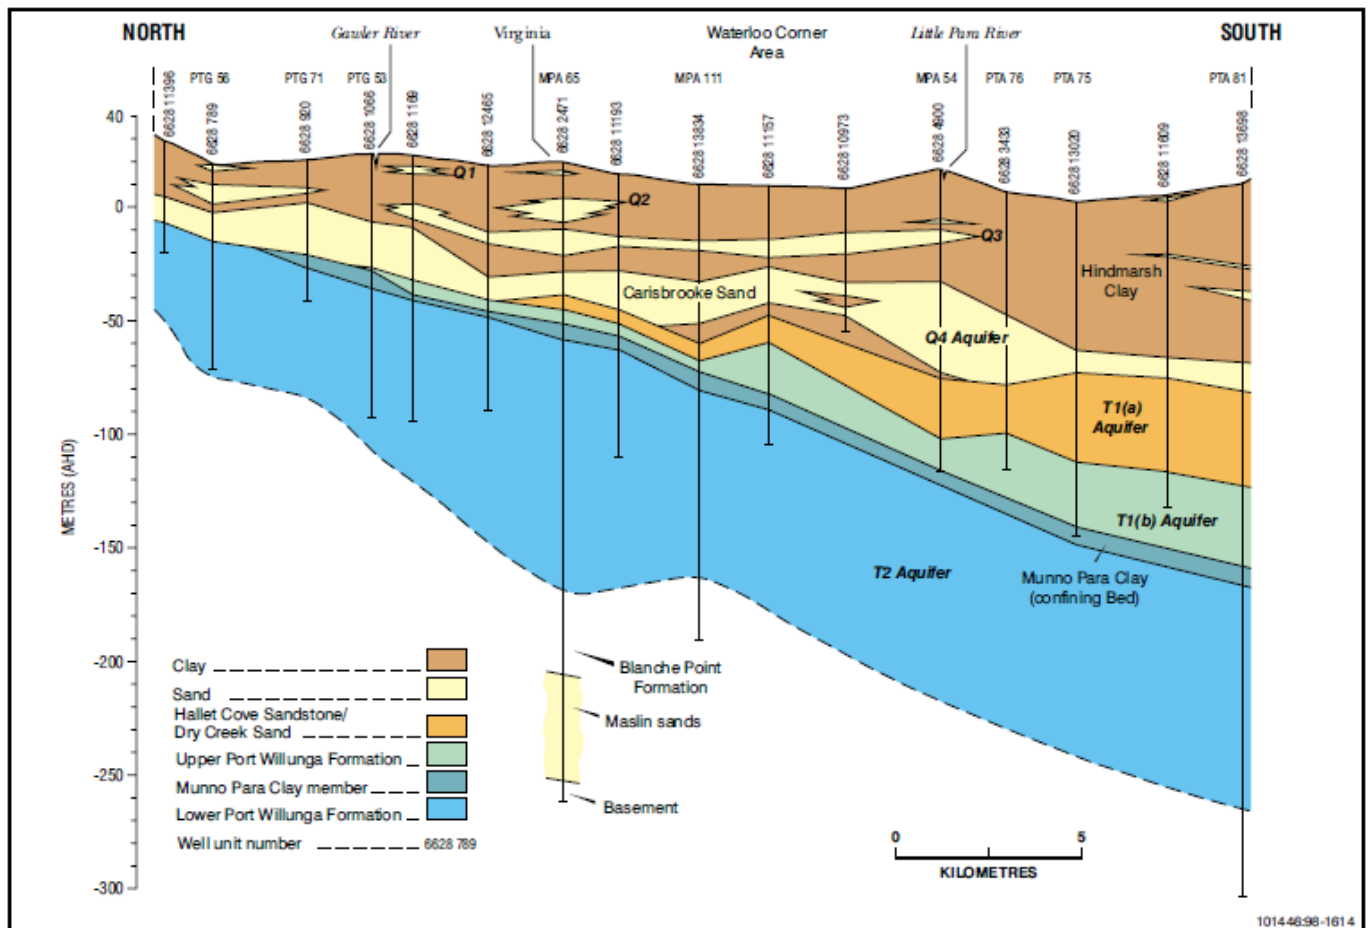 NORTH
Gawler River
Virginia
Waterloo Corner
Area
Little Para River
SOUTH
PTG 56
PTG 71
PTG 53
MPA 65
MPA 111
MPA 54
PTA 76
PTA 75
PTA 81
6628 11396
6628 789
6628 920
6628 1066
6628 1169
6628 12465
6628 2471
6628 11193
6628 13834
6628 11157
6628 10973
6628 4900
6628 3433
6628 13020
6628 11609
6628 13698
40
0
-50
-100
-150
-200
-250
-300
METRES (AHD)
Q1
Q2
Q3
Hindmarsh
Clay
Carisbrooke Sand
Q4 Aquifer
T1(a)
Aquifer
T1(b) Aquifer
T2 Aquifer
Munno Para Clay
(confining Bed)
Blanche Point
Formation
Maslin sands
Basement
Clay
Sand
Hallet Cove Sandstone/
Dry Creek Sand
Upper Port Willunga Formation
Munno Para Clay member
Lower Port Willunga Formation
Well unit number 6628 789
0 5
KILOMETRES
101446:98-1614